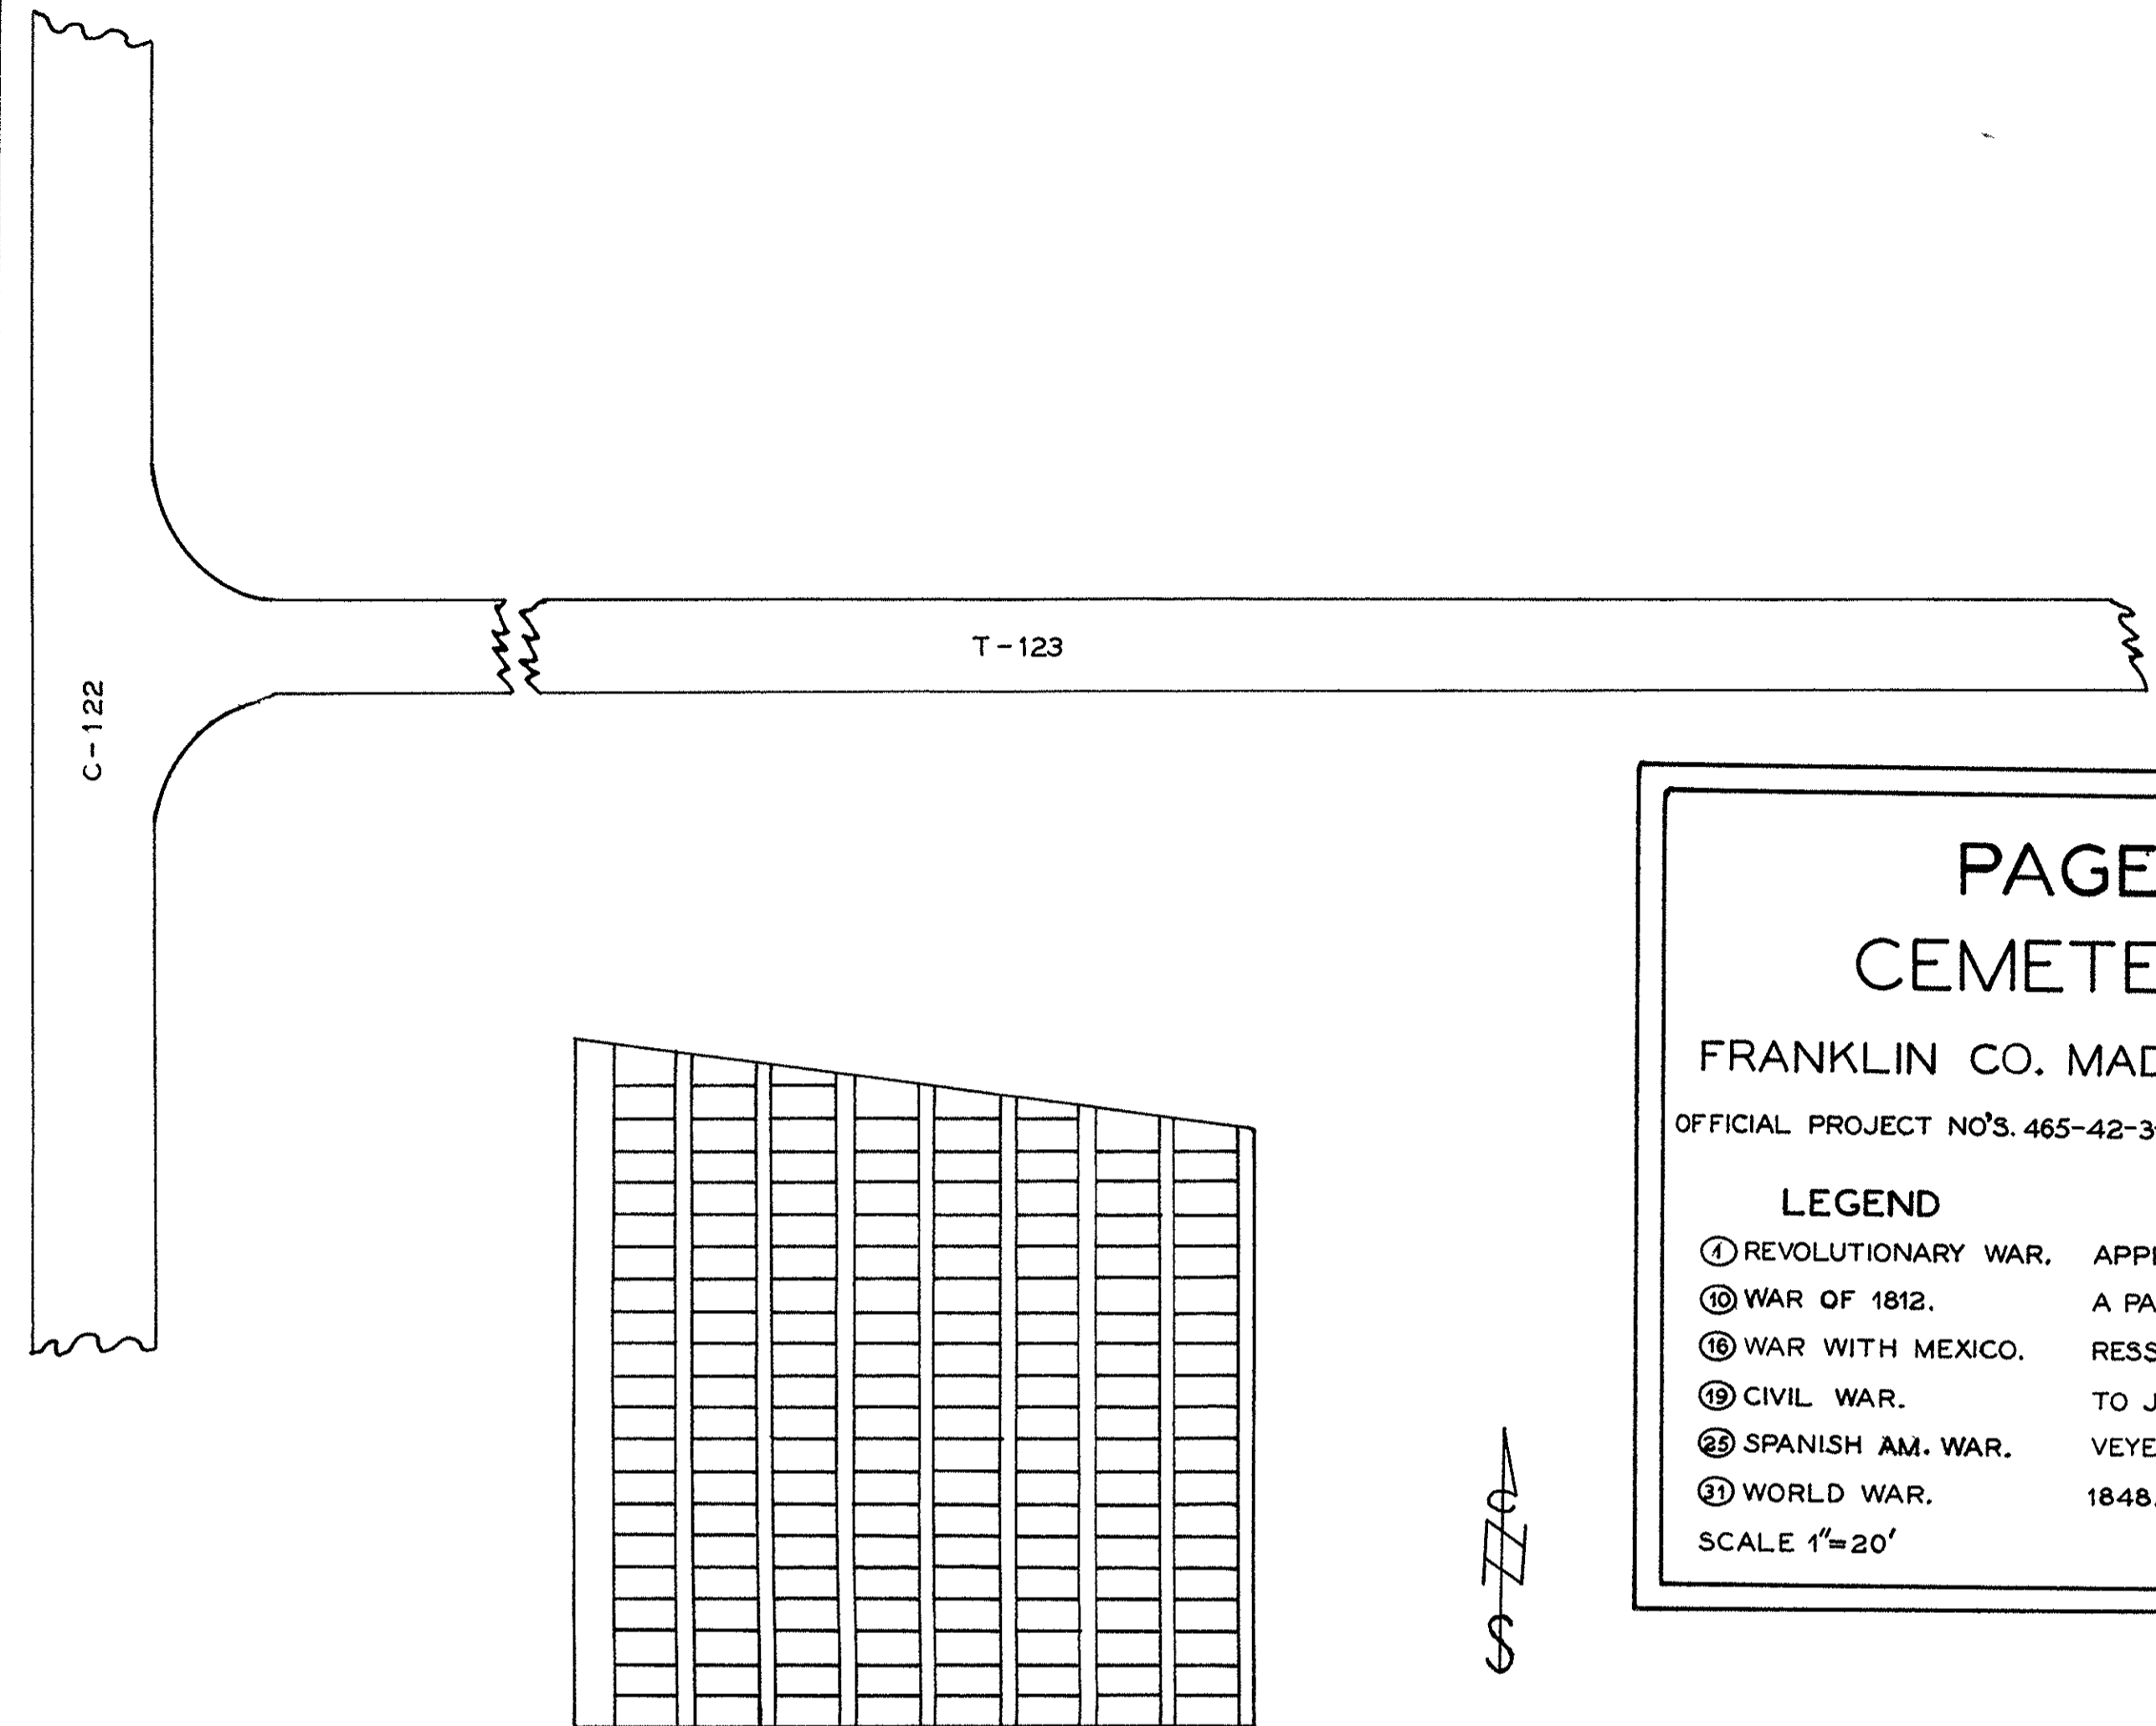 T-123
C-122
PAGE
CEMETE
FRANKLIN CO. MAD
OFFICIAL PROJECT NO'S. 465-42-3-
LEGEND
① REVOLUTIONARY WAR. APP
⑩ WAR OF 1812. A PA
⑯ WAR WITH MEXICO. RESS
⑲ CIVIL WAR. TO J
㉕ SPANISH AM. WAR. VEYE
㉛ WORLD WAR. 1848.
SCALE 1"=20'
N
S